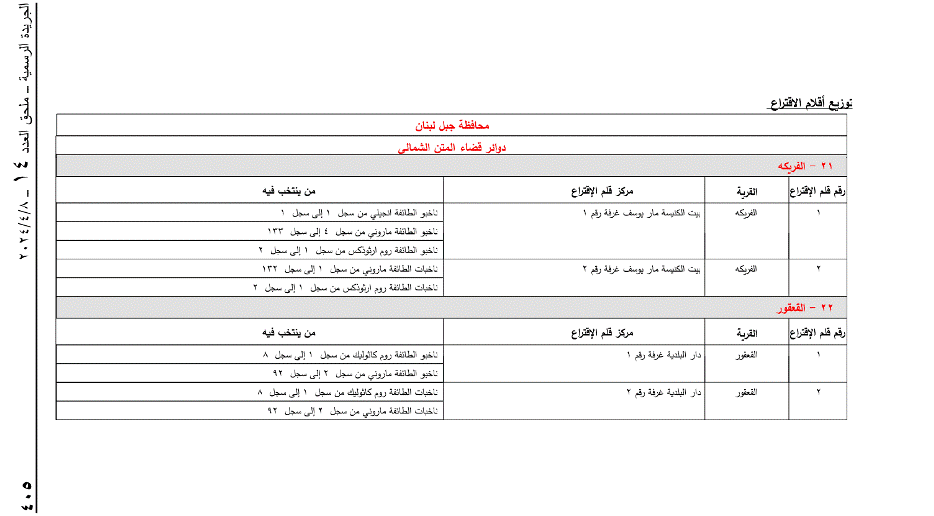 الجريدة الرسمية - ملحق العدد ١٤ - ٢٠٢٤/٤/٨
توزيع أقلام الاقتراع
محافظة جبل لبنان
دوائر قضاء المتن الشمالي
٢١ - الفريكه
رقم قلم الإقتراع القرية مركز قلم الإقتراع من ينتخب فيه
١ الفريكه بيت الكنيسة مار يوسف غرفة رقم ١ ناخبو الطائفة انجيلي من سجل ١ إلى سجل ١
ناخبو الطائفة ماروني من سجل ٤ إلى سجل ١٣٣
ناخبو الطائفة روم ارثوذكس من سجل ١ إلى سجل ٢
٢ الفريكه بيت الكنيسة مار يوسف غرفة رقم ٢ ناخبات الطائفة ماروني من سجل ١ إلى سجل ١٣٢
ناخبات الطائفة روم ارثوذكس من سجل ١ إلى سجل ٢
٢٢ - القعقور
رقم قلم الإقتراع القرية مركز قلم الإقتراع من ينتخب فيه
١ القعقور دار البلدية غرفة رقم ١ ناخبو الطائفة روم كاثوليك من سجل ١ إلى سجل ٨
ناخبو الطائفة ماروني من سجل ٢ إلى سجل ٩٢
٢ القعقور دار البلدية غرفة رقم ٢ ناخبات الطائفة روم كاثوليك من سجل ١ إلى سجل ٨
ناخبات الطائفة ماروني من سجل ٢ إلى سجل ٩٢
٤٠٥